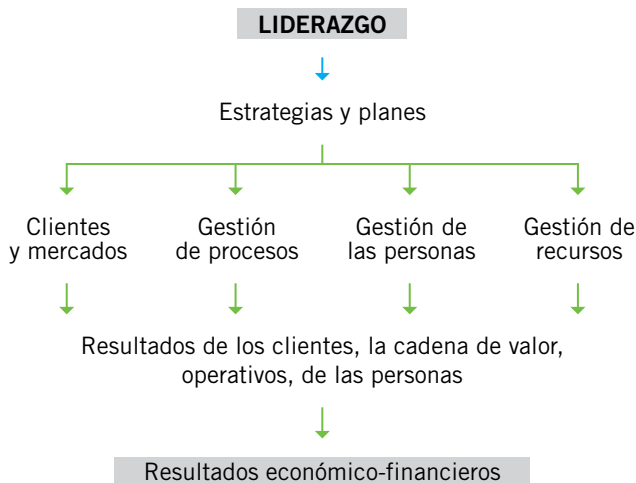 LIDERAZGO
Estrategias y planes
Clientes
y mercados
Gestión
de procesos
Gestión de
las personas
Gestión de
recursos
Resultados de los clientes, la cadena de valor,
operativos, de las personas
Resultados económico-financieros